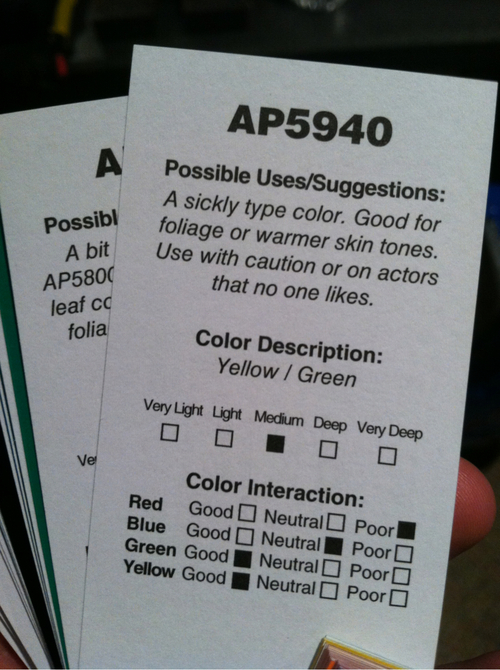 AP5940
Possible Uses/Suggestions:
A sickly type color. Good for
foliage or warmer skin tones.
Use with caution or on actors
that no one likes.
Color Description:
Yellow / Green
Very Light Light Medium Deep Very Deep
☐ ☐ ■ ☐ ☐
Color Interaction:
Red Good ☐ Neutral ☐ Poor ■
Blue Good ☐ Neutral ■ Poor ☐
Green Good ■ Neutral ☐ Poor ☐
Yellow Good ■ Neutral ☐ Poor ☐
A
Possibl
A bit
AP5800
leaf co
folia
Ve